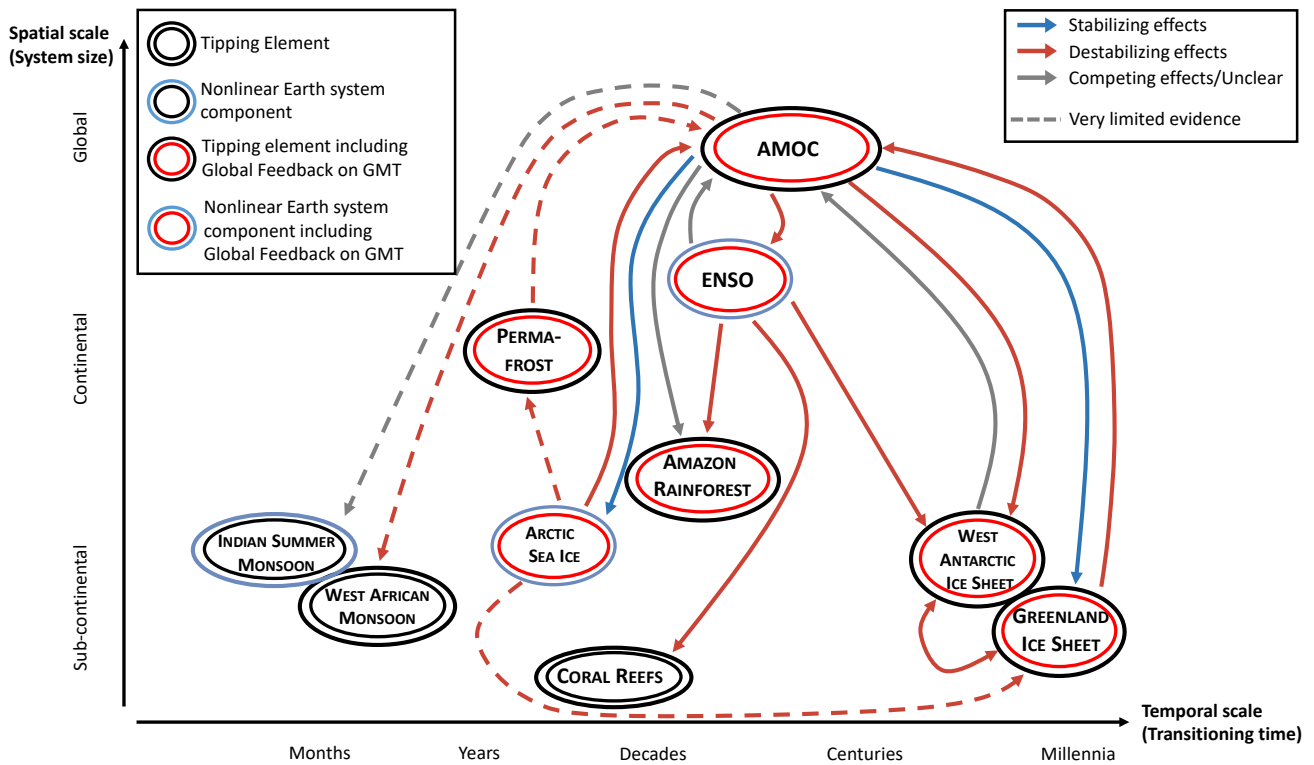 Spatial scale
(System size)
Tipping Element
Nonlinear Earth system
component
Tipping element including
Global Feedback on GMT
Nonlinear Earth system
component including
Global Feedback on GMT
Stabilizing effects
Destabilizing effects
Competing effects/Unclear
Very limited evidence
Global
Continental
Sub-continental
AMOC
ENSO
PERMA-
FROST
AMAZON
RAINFOREST
INDIAN SUMMER
MONSOON
WEST AFRICAN
MONSOON
ARCTIC
SEA ICE
CORAL REEFS
WEST
ANTARCTIC
ICE SHEET
GREENLAND
ICE SHEET
Temporal scale
(Transitioning time)
Months
Years
Decades
Centuries
Millennia